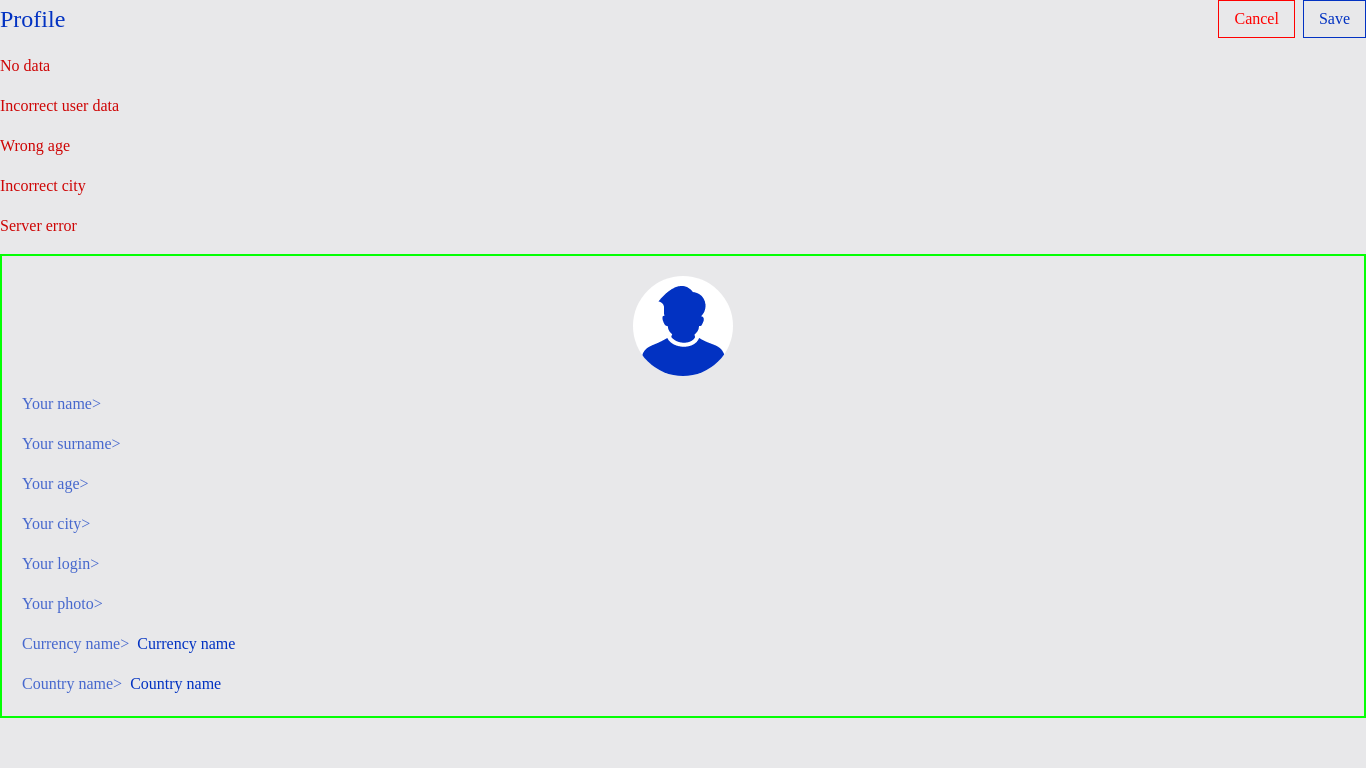 Profile
Cancel
Save
No data
Incorrect user data
Wrong age
Incorrect city
Server error
Your name>
Your surname>
Your age>
Your city>
Your login>
Your photo>
Currency name> Currency name
Country name> Country name